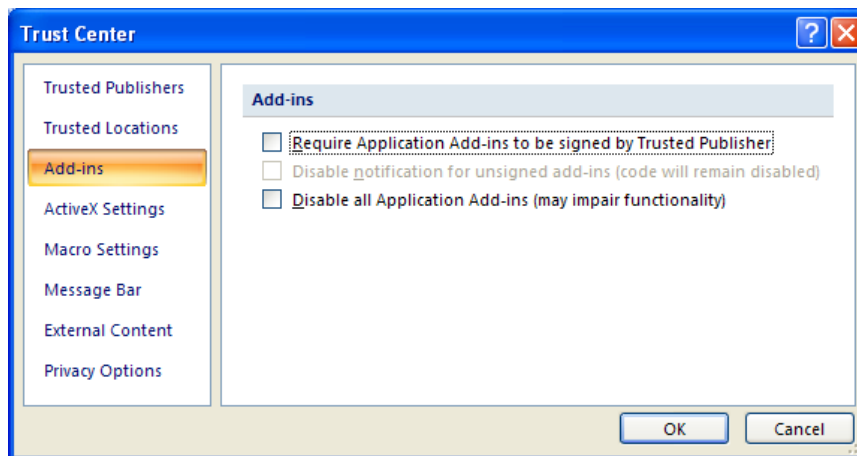 Trust Center
Trusted Publishers
Trusted Locations
Add-ins
ActiveX Settings
Macro Settings
Message Bar
External Content
Privacy Options
Add-ins
Require Application Add-ins to be signed by Trusted Publisher
Disable notification for unsigned add-ins (code will remain disabled)
Disable all Application Add-ins (may impair functionality)
OK
Cancel